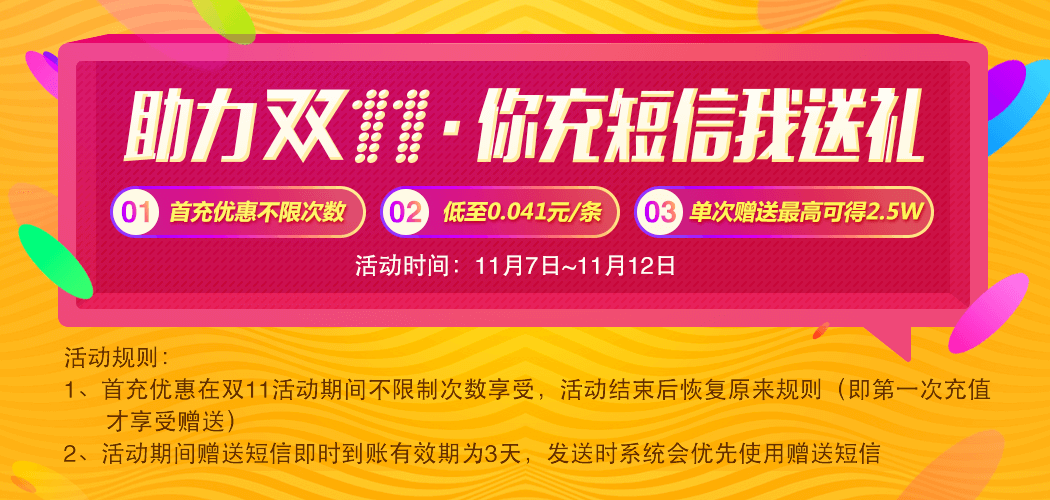 助力双11·你充短信我送礼
01 首充优惠不限次数 02 低至0.041元/条 03 单次赠送最高可得2.5W
活动时间：11月7日~11月12日
活动规则：
1、首充优惠在双11活动期间不限制次数享受，活动结束后恢复原来规则（即第一次充值
才享受赠送）
2、活动期间赠送短信即时到账有效期为3天，发送时系统会优先使用赠送短信